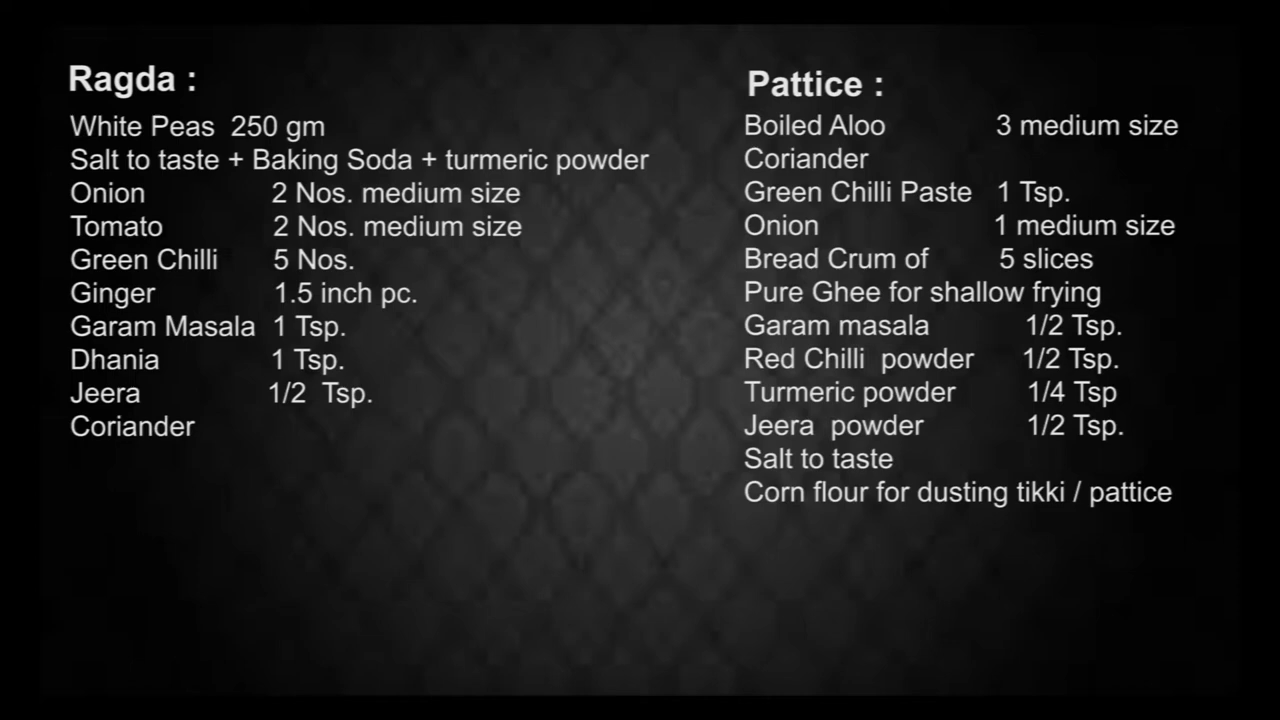 Ragda :
White Peas 250 gm
Salt to taste + Baking Soda + turmeric powder
Onion 2 Nos. medium size
Tomato 2 Nos. medium size
Green Chilli 5 Nos.
Ginger 1.5 inch pc.
Garam Masala 1 Tsp.
Dhania 1 Tsp.
Jeera 1/2 Tsp.
Coriander
Pattice :
Boiled Aloo 3 medium size
Coriander
Green Chilli Paste 1 Tsp.
Onion 1 medium size
Bread Crum of 5 slices
Pure Ghee for shallow frying
Garam masala 1/2 Tsp.
Red Chilli powder 1/2 Tsp.
Turmeric powder 1/4 Tsp
Jeera powder 1/2 Tsp.
Salt to taste
Corn flour for dusting tikki / pattice